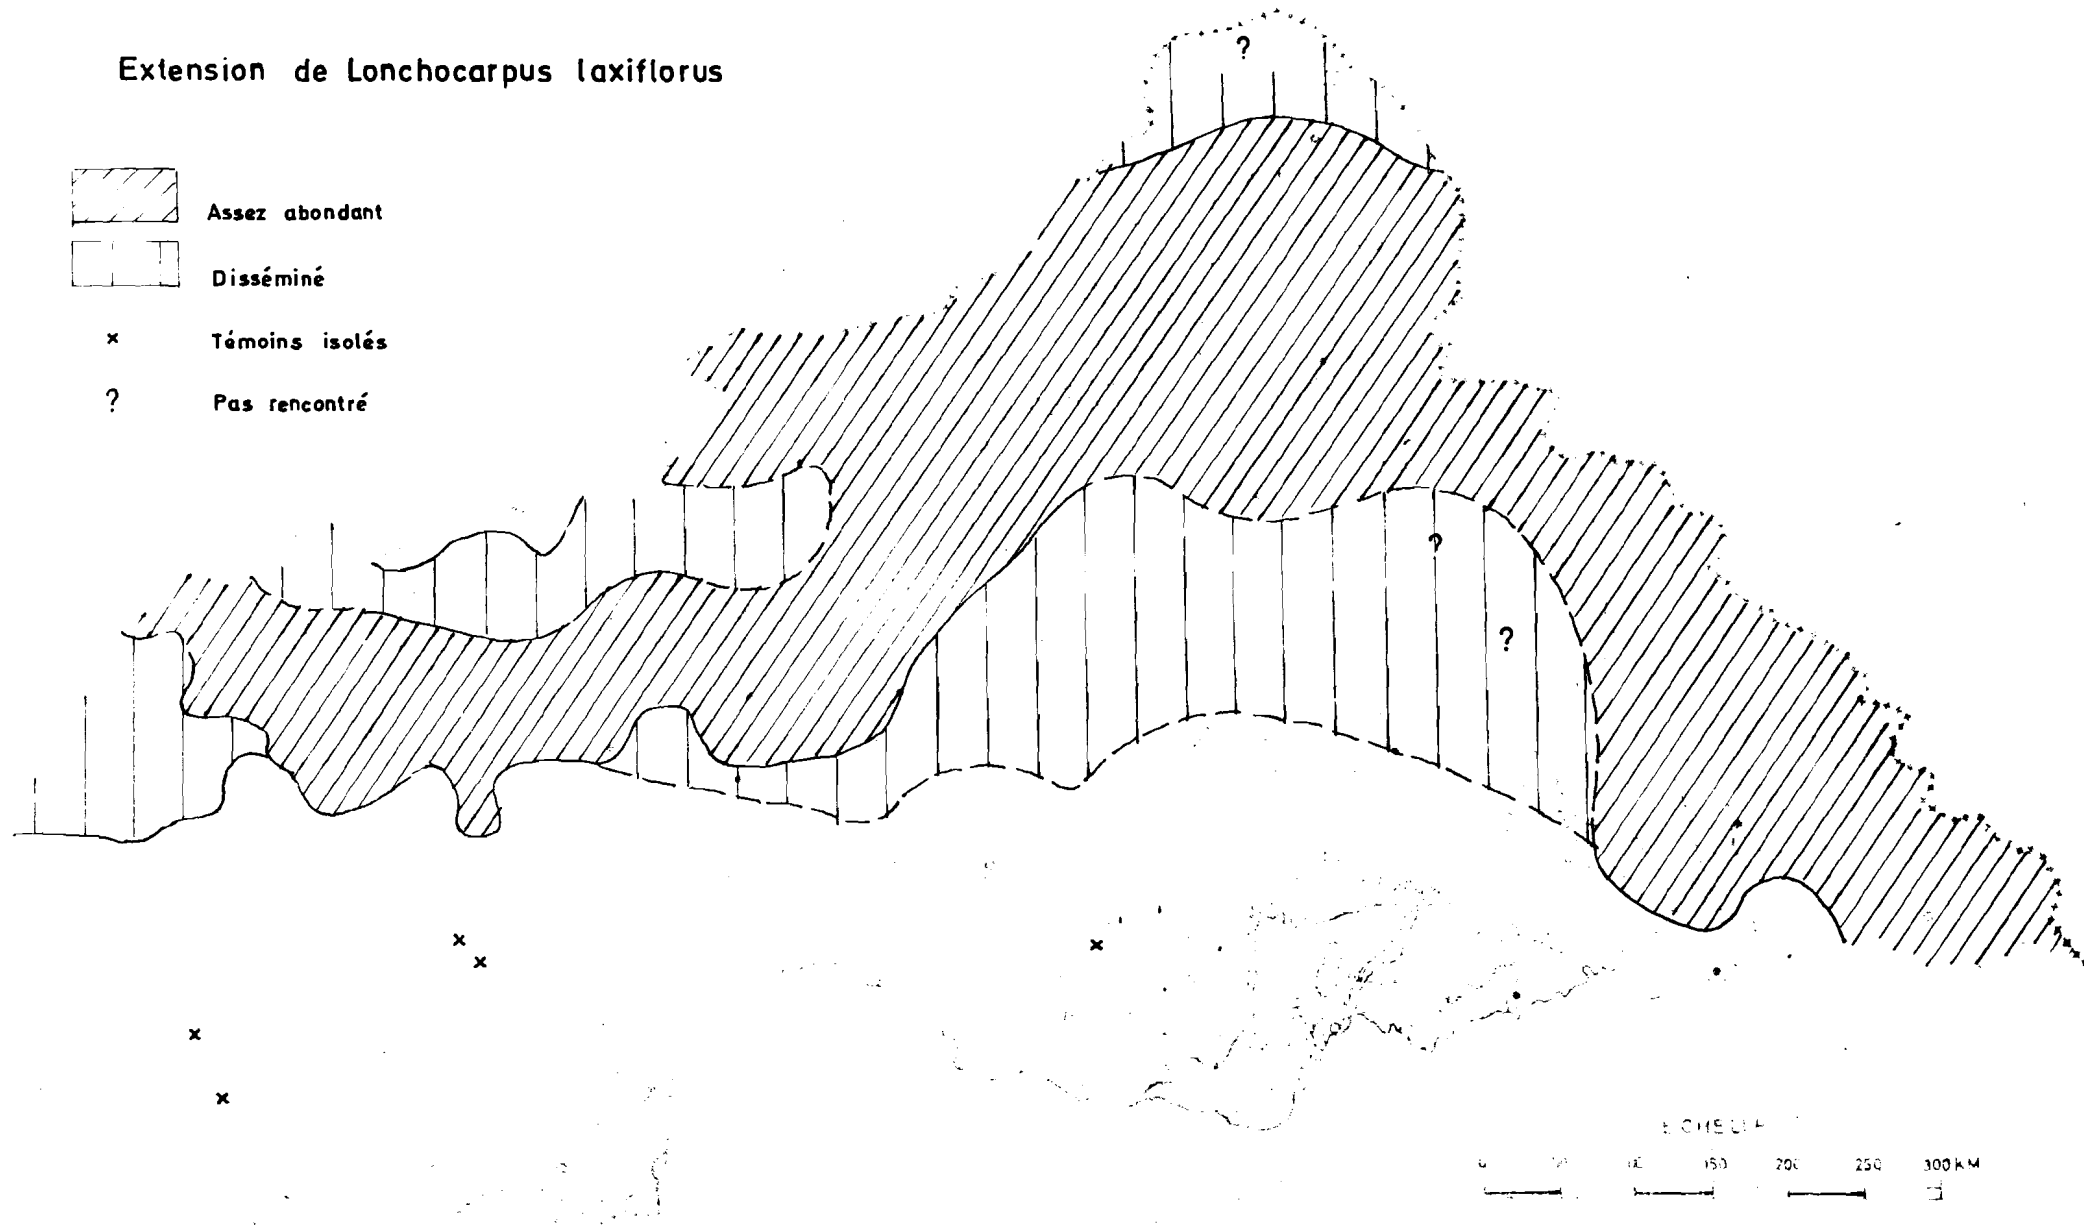 Extension de Lonchocarpus laxiflorus
?
Assez abondant
Disséminé
x Témoins isolés
? Pas rencontré
?
?
150 200 250 300 KM